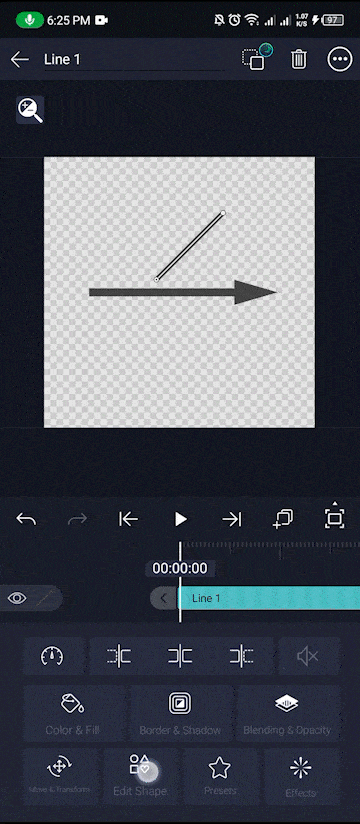 6:25 PM
1.07
K/S
97
Line 1
00:00:00
Line 1
Color & Fill
Border & Shadow
Blending & Opacity
Move & Transform
Edit Shape
Presets
Effects